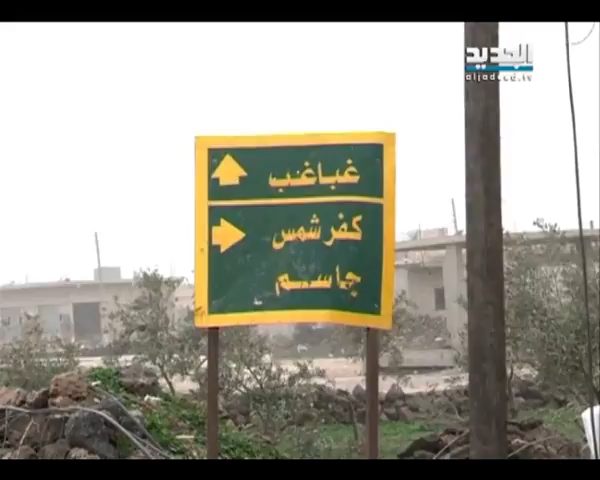 الجديد
aljadeed.tv
غباغب
كفر شمس
جاسم